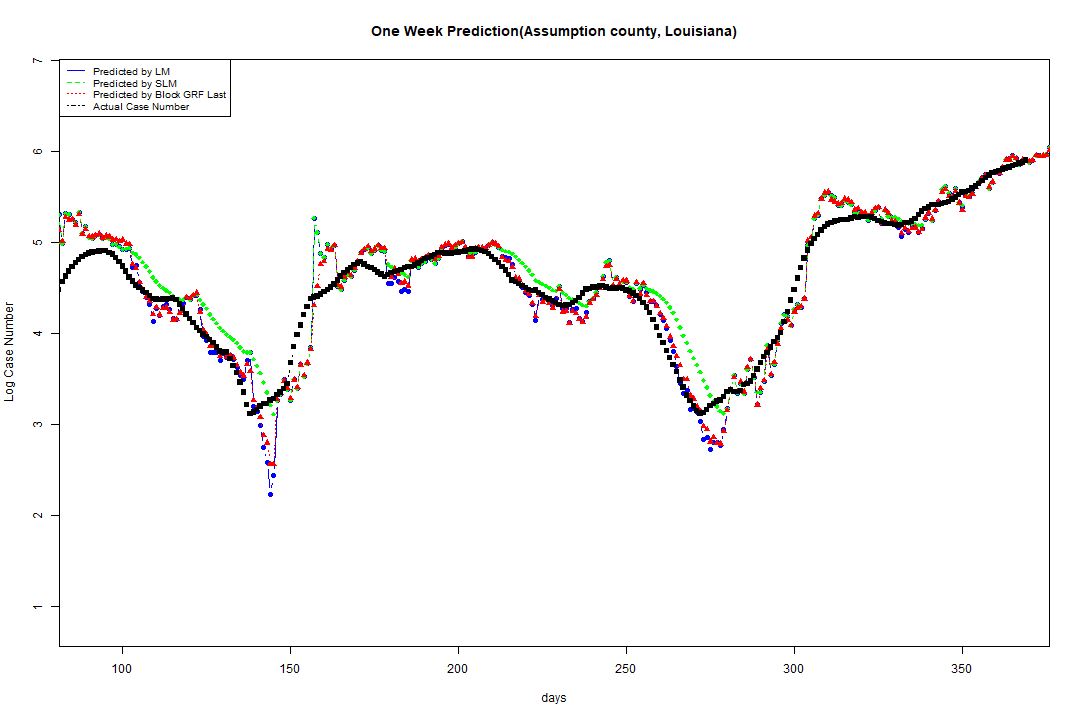 One Week Prediction(Assumption county, Louisiana)
Predicted by LM
Predicted by SLM
Predicted by Block GRF Last
Actual Case Number
7
6
5
4
3
2
1
Log Case Number
100 150 200 250 300 350
days